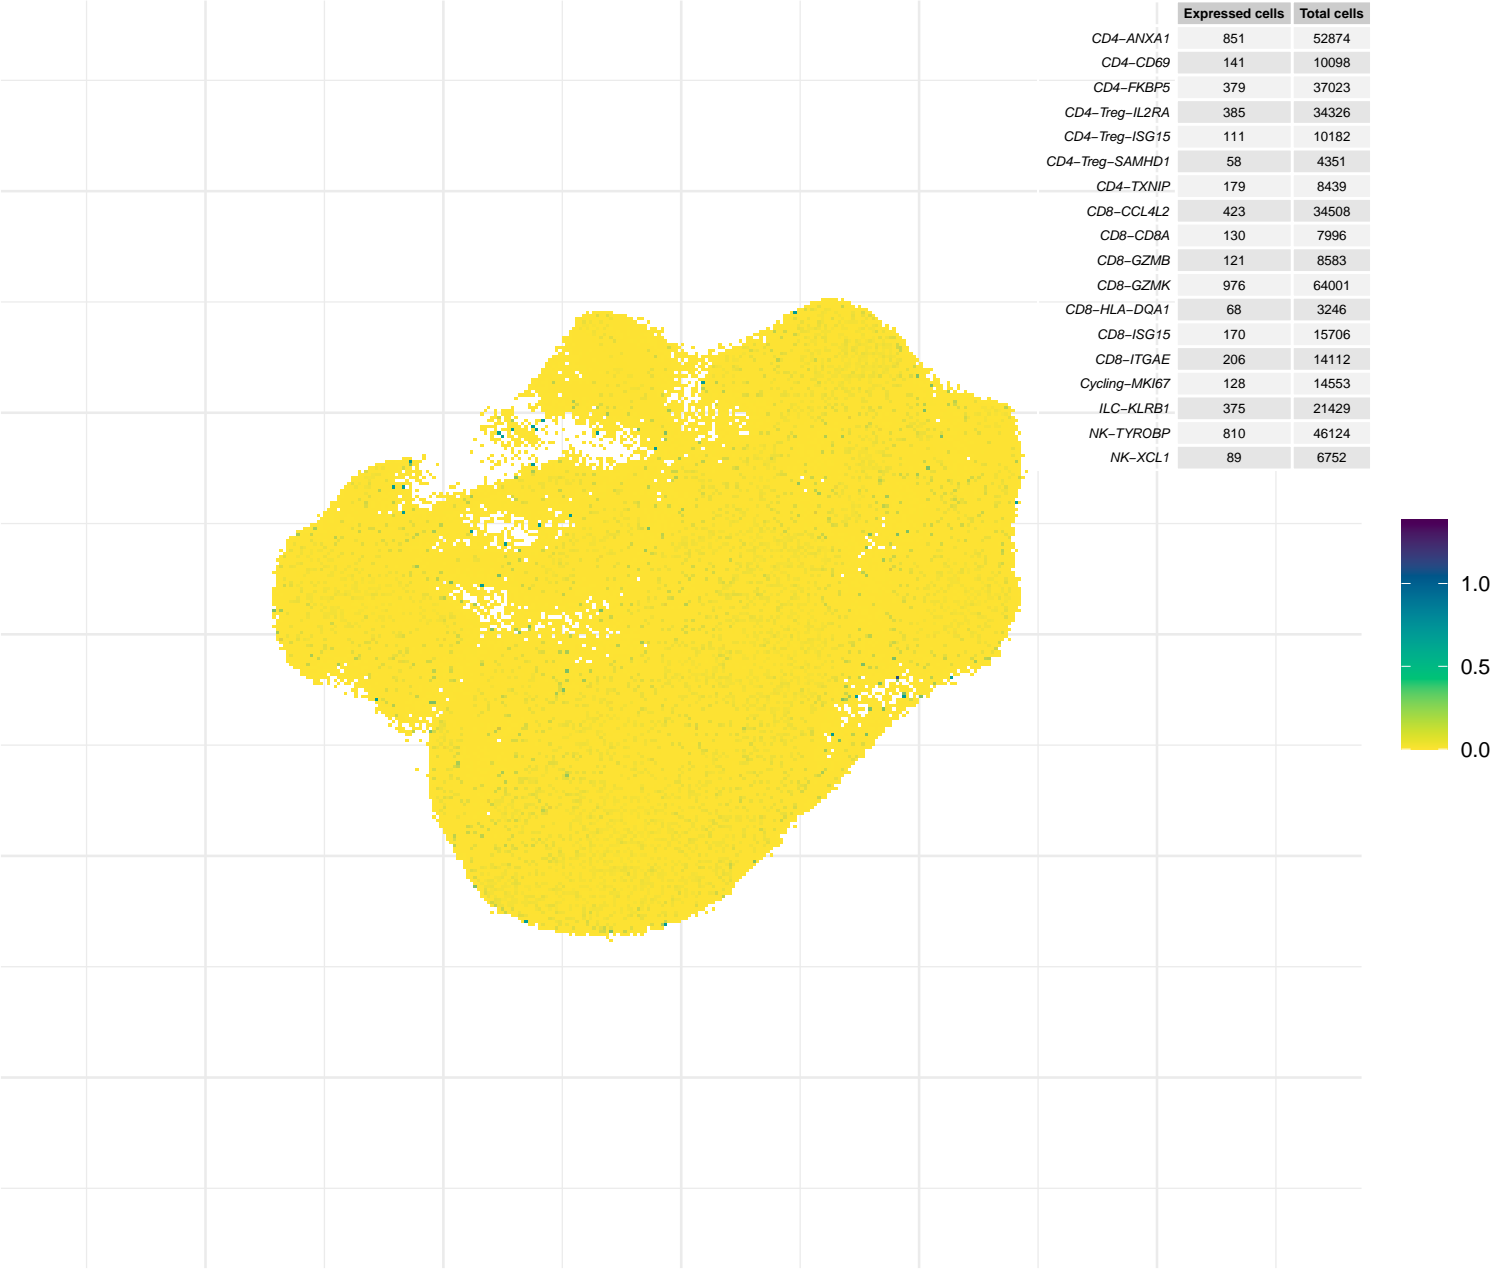 Expressed cells Total cells
CD4−ANXA1 851 52874
CD4−CD69 141 10098
CD4−FKBP5 379 37023
CD4−Treg−IL2RA 385 34326
CD4−Treg−ISG15 111 10182
CD4−Treg−SAMHD1 58 4351
CD4−TXNIP 179 8439
CD8−CCL4L2 423 34508
CD8−CD8A 130 7996
CD8−GZMB 121 8583
CD8−GZMK 976 64001
CD8−HLA−DQA1 68 3246
CD8−ISG15 170 15706
CD8−ITGAE 206 14112
Cycling−MKI67 128 14553
ILC−KLRB1 375 21429
NK−TYROBP 810 46124
NK−XCL1 89 6752
1.0
0.5
0.0